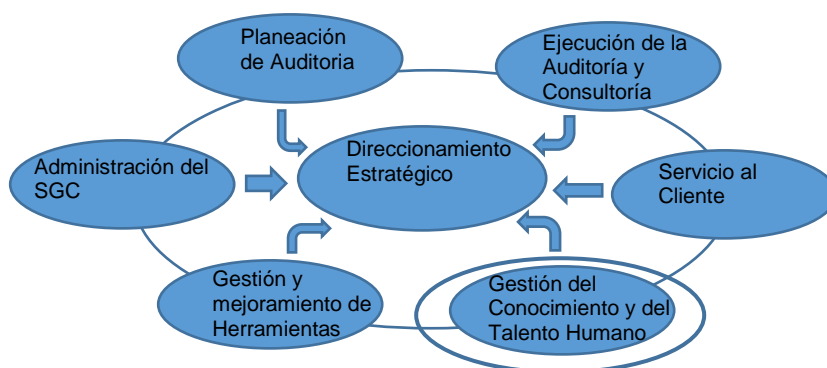 Planeación
de Auditoria
Ejecución de la
Auditoría y
Consultoría
Administración del
SGC
Direccionamiento
Estratégico
Servicio al
Cliente
Gestión y
mejoramiento de
Herramientas
Gestión del
Conocimiento y del
Talento Humano